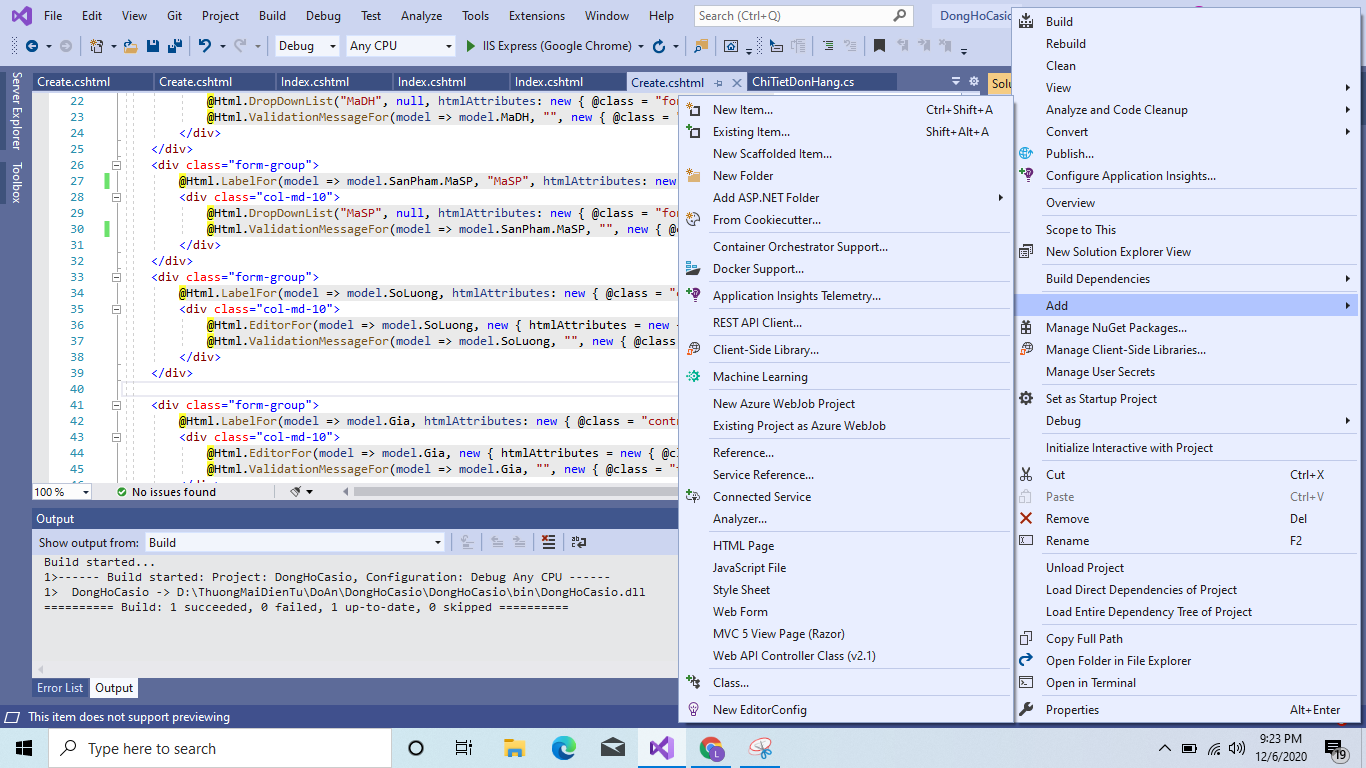 File Edit View Git Project Build Debug Test Analyze Tools Extensions Window Help Search (Ctrl+Q) DongHoCasio
Debug Any CPU IIS Express (Google Chrome)
Server Explorer
Toolbox
Create.cshtml Create.cshtml Index.cshtml Index.cshtml Index.cshtml Create.cshtml ChiTietDonHang.cs Solu
22 @Html.DropDownList("MaDH", null, htmlAttributes: new { @class = "for
23 @Html.ValidationMessageFor(model => model.MaDH, "", new { @class = "
24 </div>
25 </div>
26 <div class="form-group">
27 @Html.LabelFor(model => model.SanPham.MaSP, "MaSP", htmlAttributes: new
28 <div class="col-md-10">
29 @Html.DropDownList("MaSP", null, htmlAttributes: new { @class = "for
30 @Html.ValidationMessageFor(model => model.SanPham.MaSP, "", new { @c
31 </div>
32 </div>
33 <div class="form-group">
34 @Html.LabelFor(model => model.SoLuong, htmlAttributes: new { @class = "
35 <div class="col-md-10">
36 @Html.EditorFor(model => model.SoLuong, new { htmlAttributes = new
37 @Html.ValidationMessageFor(model => model.SoLuong, "", new { @class
38 </div>
39 </div>
40
41 <div class="form-group">
42 @Html.LabelFor(model => model.Gia, htmlAttributes: new { @class = "cont
43 <div class="col-md-10">
44 @Html.EditorFor(model => model.Gia, new { htmlAttributes = new { @cl
45 @Html.ValidationMessageFor(model => model.Gia, "", new { @class = "
100 % No issues found
Output
Show output from: Build
Build started...
1>------ Build started: Project: DongHoCasio, Configuration: Debug Any CPU ------
1> DongHoCasio -> D:\ThuongMaiDienTu\DoAn\DongHoCasio\DongHoCasio\bin\DongHoCasio.dll
========== Build: 1 succeeded, 0 failed, 1 up-to-date, 0 skipped ==========
Error List Output
This item does not support previewing
New Item... Ctrl+Shift+A
Existing Item... Shift+Alt+A
New Scaffolded Item...
New Folder
Add ASP.NET Folder
From Cookiecutter...
Container Orchestrator Support...
Docker Support...
Application Insights Telemetry...
REST API Client...
Client-Side Library...
Machine Learning
New Azure WebJob Project
Existing Project as Azure WebJob
Reference...
Service Reference...
Connected Service
Analyzer...
HTML Page
JavaScript File
Style Sheet
Web Form
MVC 5 View Page (Razor)
Web API Controller Class (v2.1)
Class...
New EditorConfig
Build
Rebuild
Clean
View
Analyze and Code Cleanup
Convert
Publish...
Configure Application Insights...
Overview
Scope to This
New Solution Explorer View
Build Dependencies
Add
Manage NuGet Packages...
Manage Client-Side Libraries...
Manage User Secrets
Set as Startup Project
Debug
Initialize Interactive with Project
Cut Ctrl+X
Paste Ctrl+V
Remove Del
Rename F2
Unload Project
Load Direct Dependencies of Project
Load Entire Dependency Tree of Project
Copy Full Path
Open Folder in File Explorer
Open in Terminal
Properties Alt+Enter
Type here to search
L
9:23 PM
12/6/2020
19